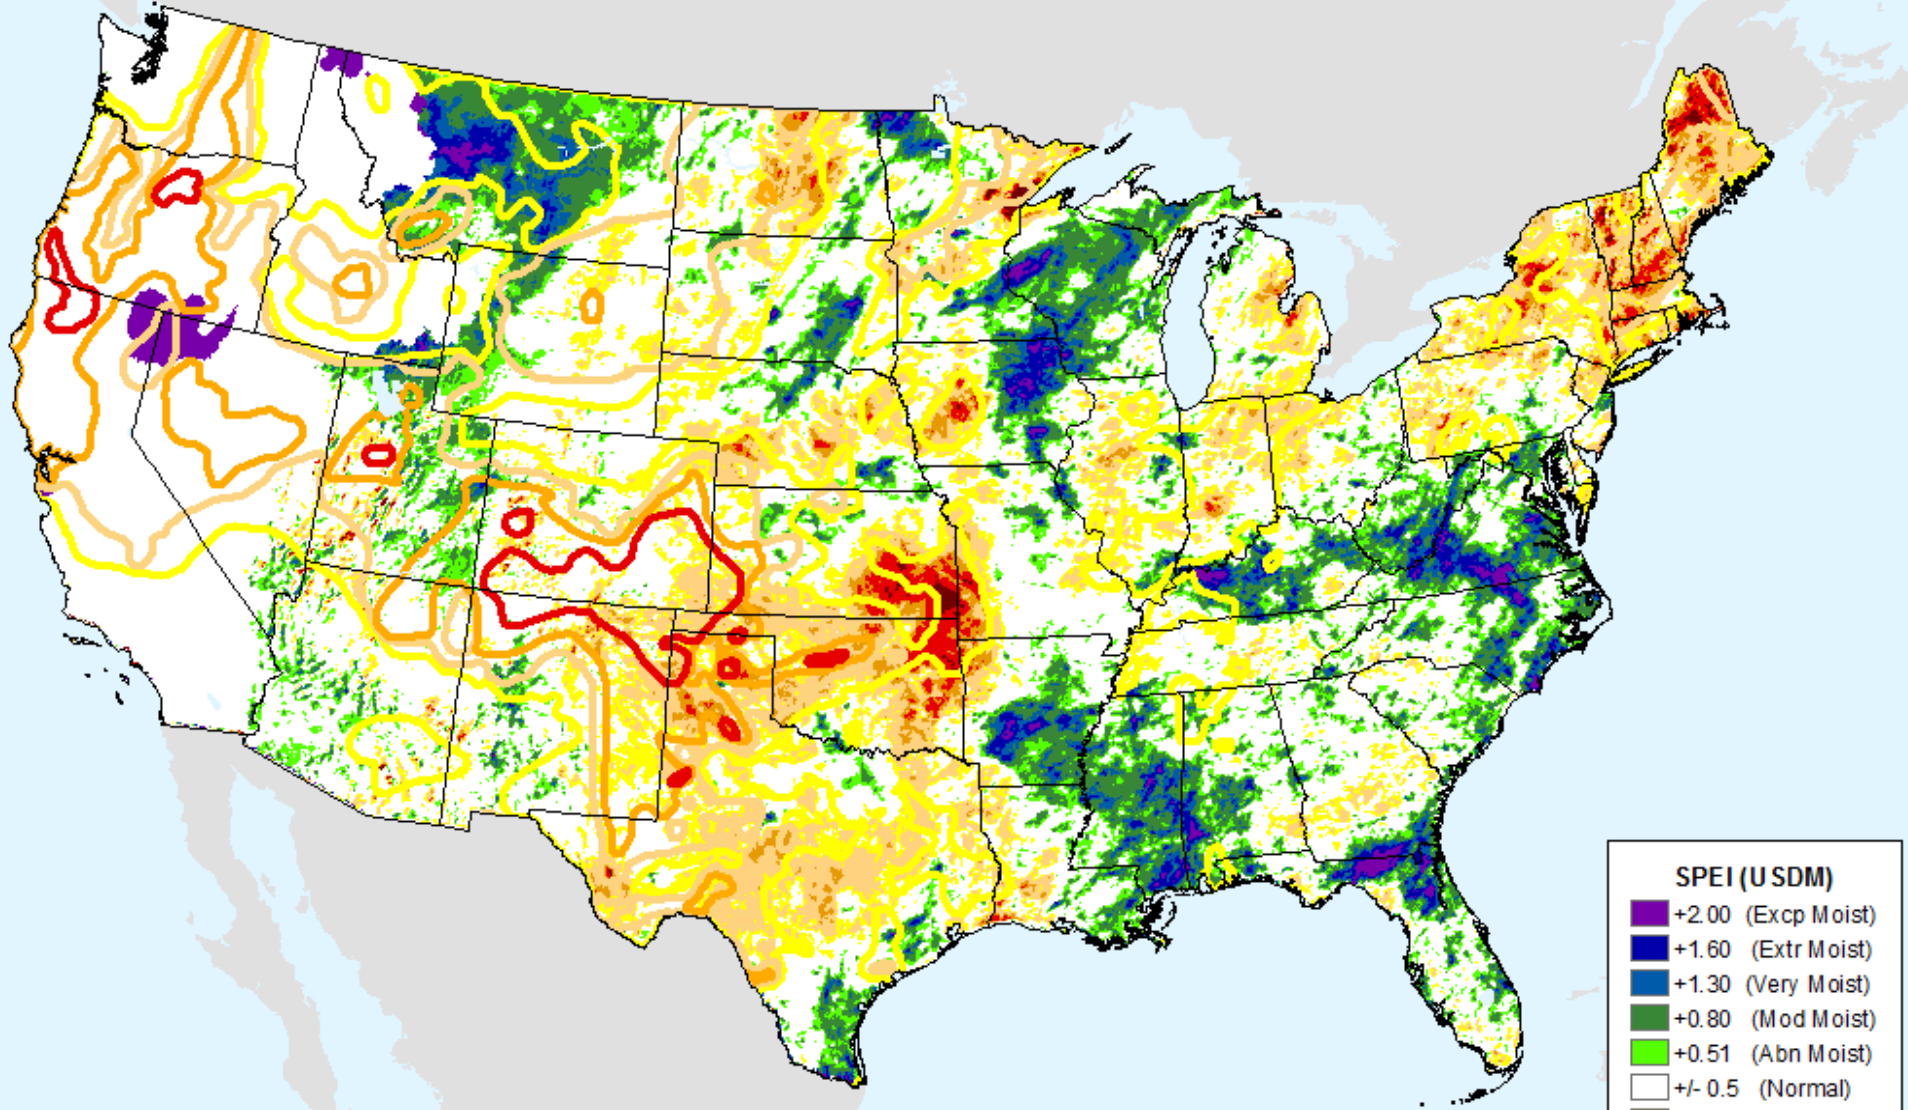 SPEI (USDM)
+2.00 (Excp Moist)
+1.60 (Extr Moist)
+1.30 (Very Moist)
+0.80 (Mod Moist)
+0.51 (Abn Moist)
+/- 0.5 (Normal)